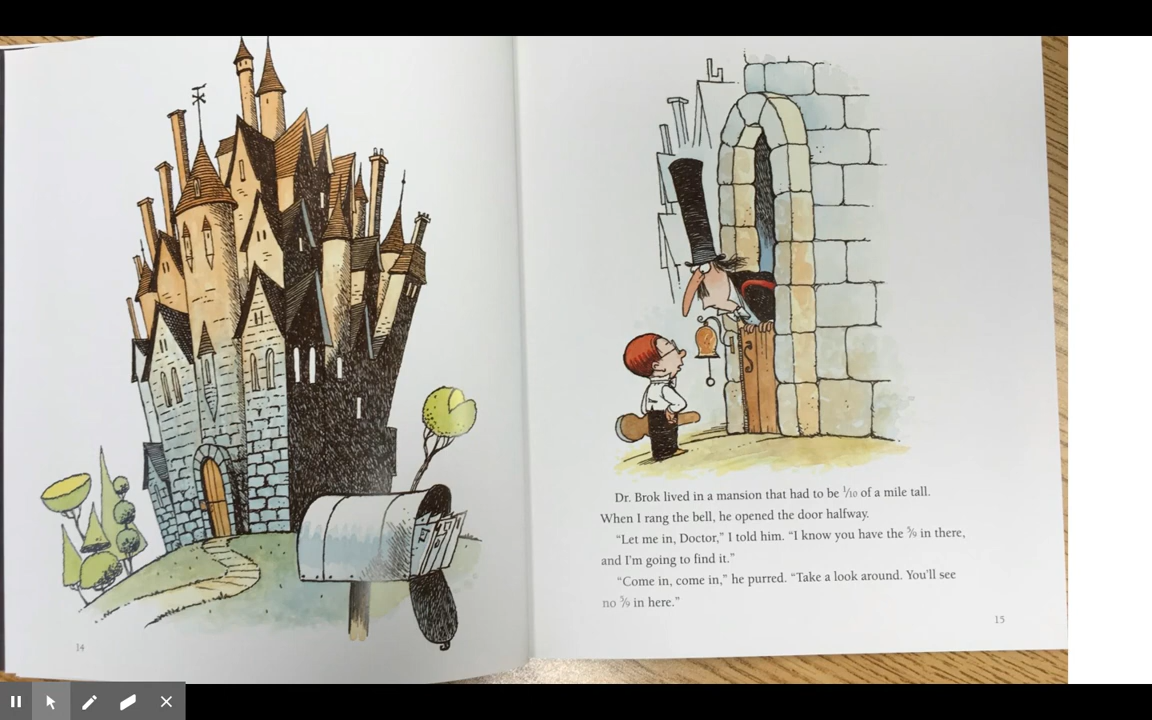 14
Dr. Brok lived in a mansion that had to be 1/10 of a mile tall.
When I rang the bell, he opened the door halfway.
“Let me in, Doctor,” I told him. “I know you have the 5/9 in there,
and I’m going to find it.”
“Come in, come in,” he purred. “Take a look around. You’ll see
no 5/9 in here.”
15